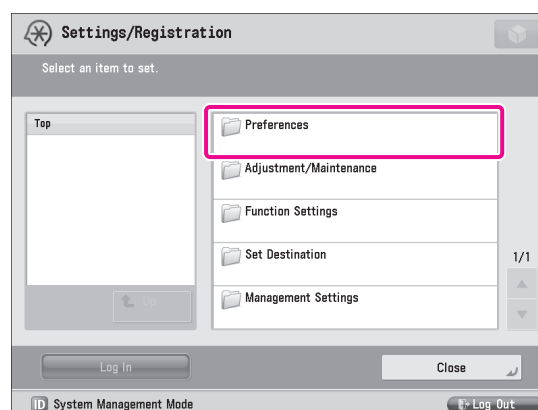 Settings/Registration
Select an item to set.
Top
Preferences
Adjustment/Maintenance
Function Settings
Set Destination
1/1
Management Settings
Up
Log In
Close
ID System Management Mode
Log Out